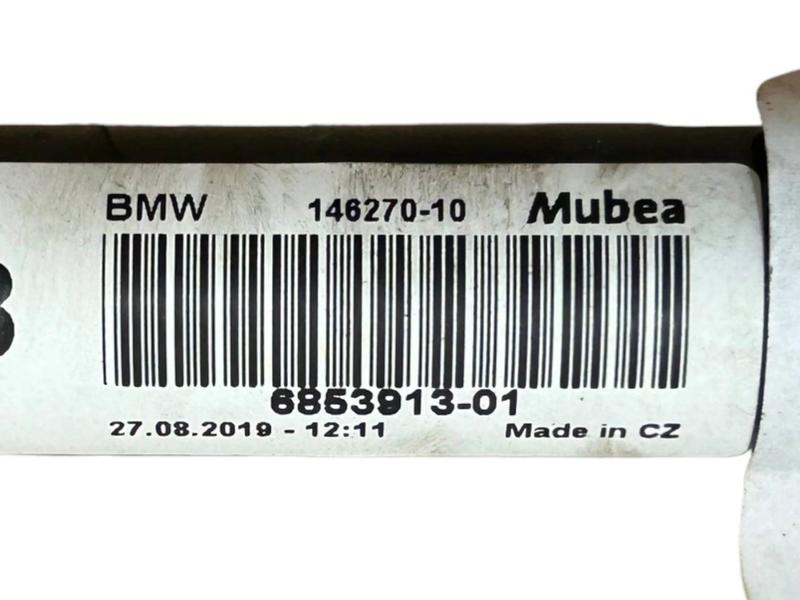 BMW 146270-10 Mubea
6853913-01
27.08.2019 - 12:11 Made in CZ